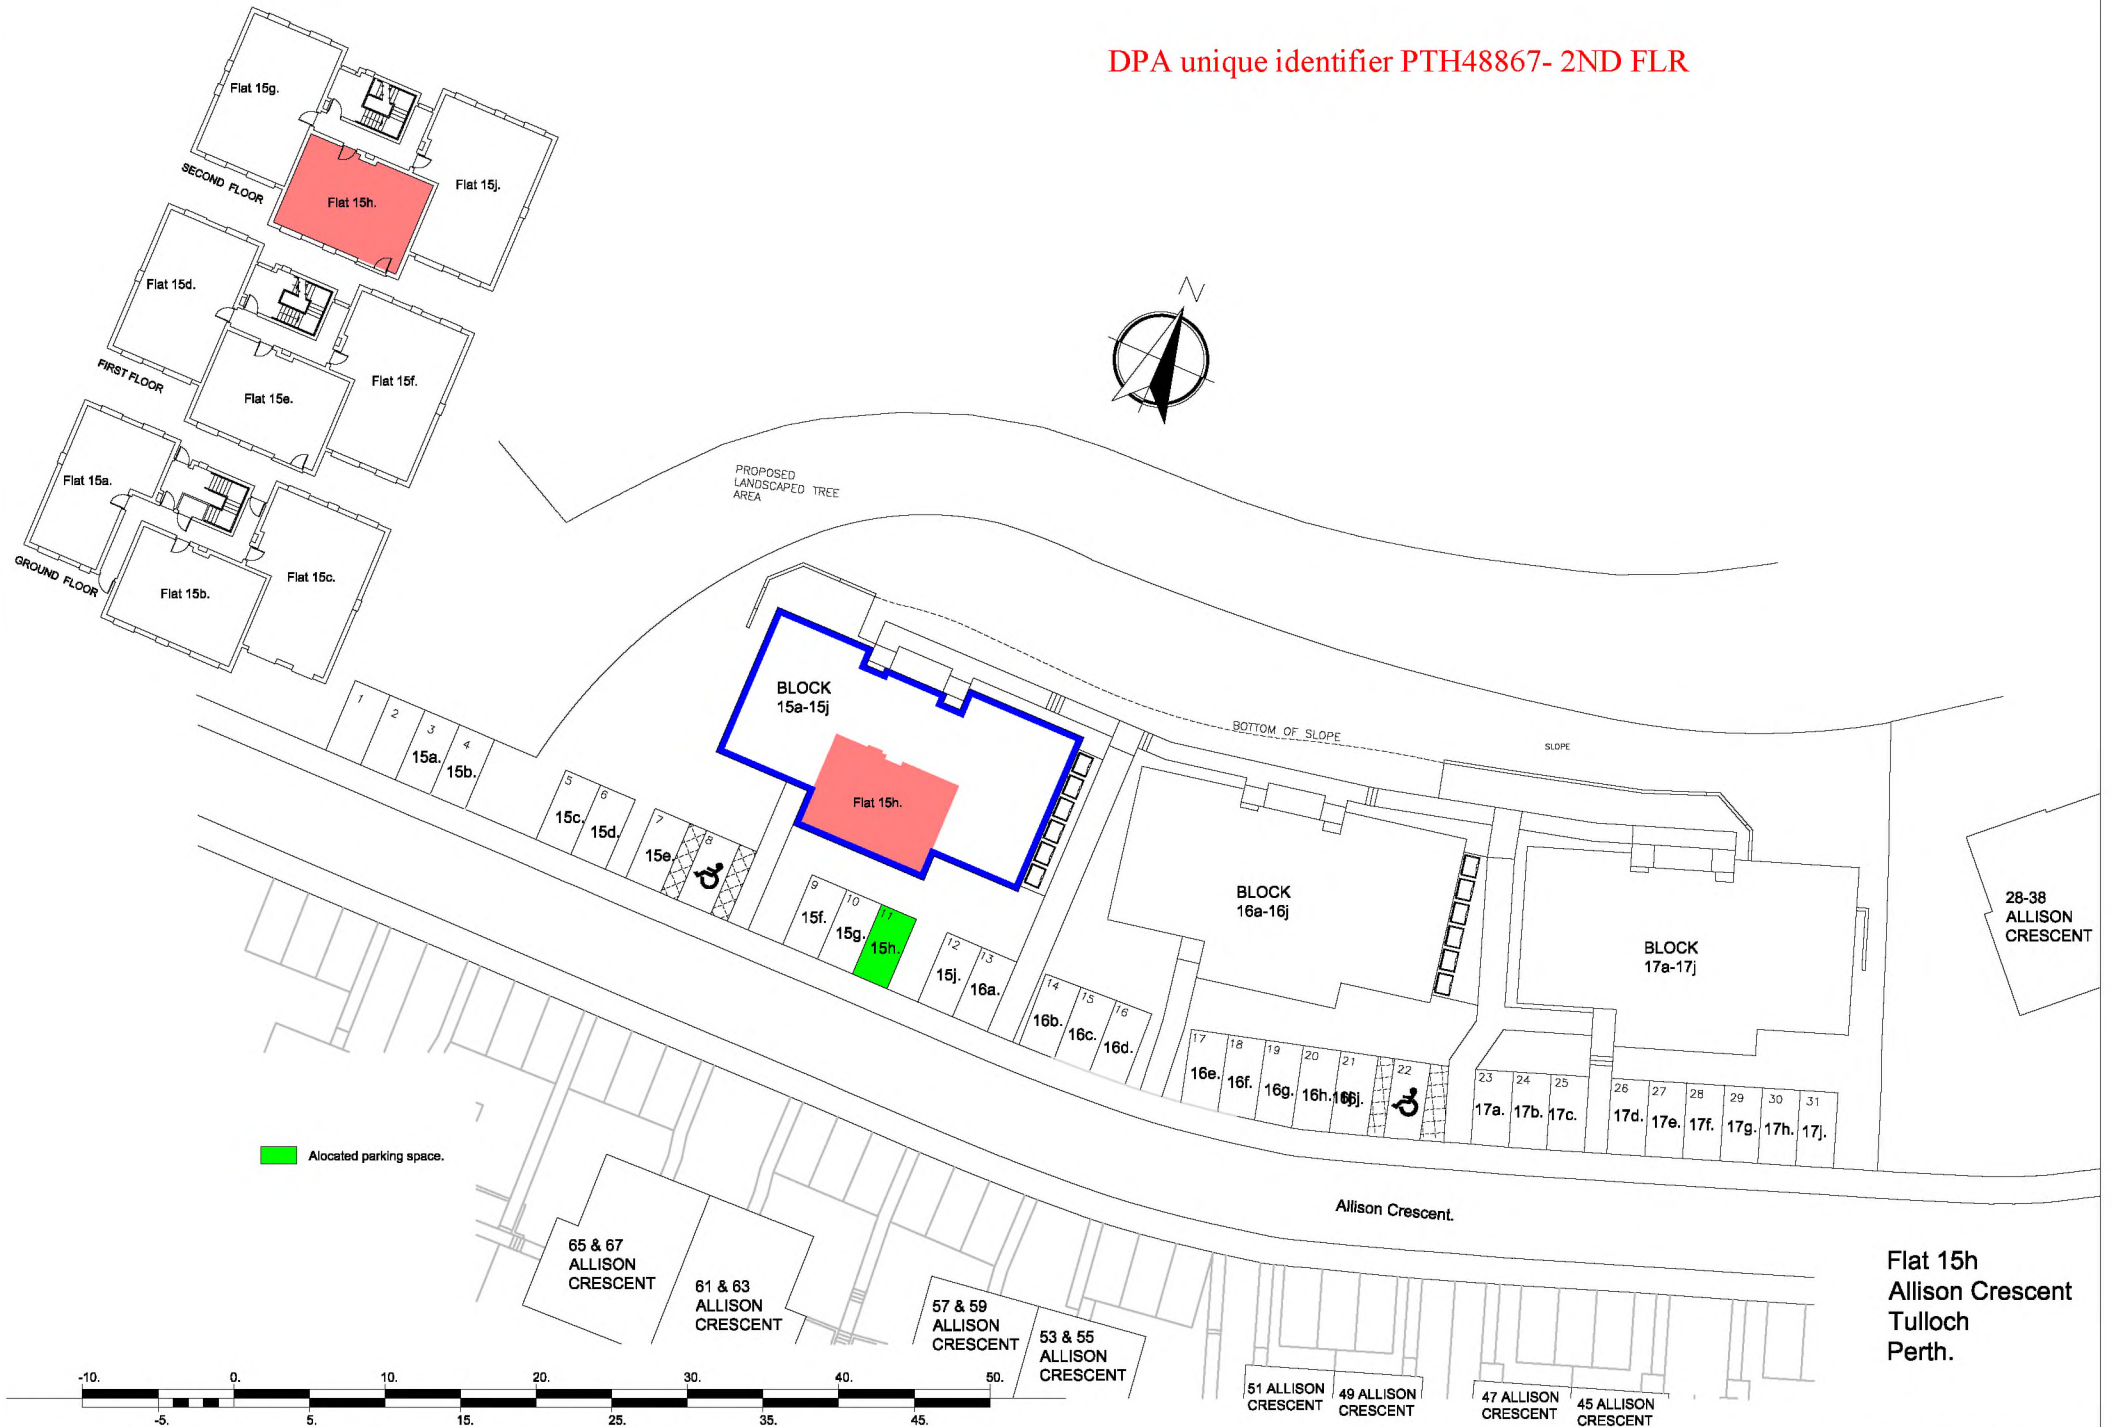 DPA unique identifier PTH48867- 2ND FLR
Flat 15g.
Flat 15j.
Flat 15h.
SECOND FLOOR
Flat 15d.
Flat 15f.
Flat 15e.
FIRST FLOOR
Flat 15a.
Flat 15c.
Flat 15b.
GROUND FLOOR
N
PROPOSED
LANDSCAPED TREE
AREA
BLOCK
15a-15j
Flat 15h.
BOTTOM OF SLOPE
SLOPE
BLOCK
16a-16j
BLOCK
17a-17j
28-38
ALLISON
CRESCENT
1
2
3
15a.
4
15b.
5
15c.
6
15d.
7
15e.
8
9
15f.
10
15g.
11
15h.
12
15j.
13
16a.
14
16b.
15
16c.
16
16d.
17
16e.
18
16f.
19
16g.
20
16h.
21
22
23
17a.
24
17b.
25
17c.
26
17d.
27
17e.
28
17f.
29
17g.
30
17h.
31
17j.
Alocated parking space.
Allison Crescent.
65 & 67
ALLISON
CRESCENT
61 & 63
ALLISON
CRESCENT
57 & 59
ALLISON
CRESCENT
53 & 55
ALLISON
CRESCENT
51 ALLISON
CRESCENT
49 ALLISON
CRESCENT
47 ALLISON
CRESCENT
45 ALLISON
CRESCENT
Flat 15h
Allison Crescent
Tulloch
Perth.
-10. 0. 10. 20. 30. 40. 50.
-5. 5. 15. 25. 35. 45.